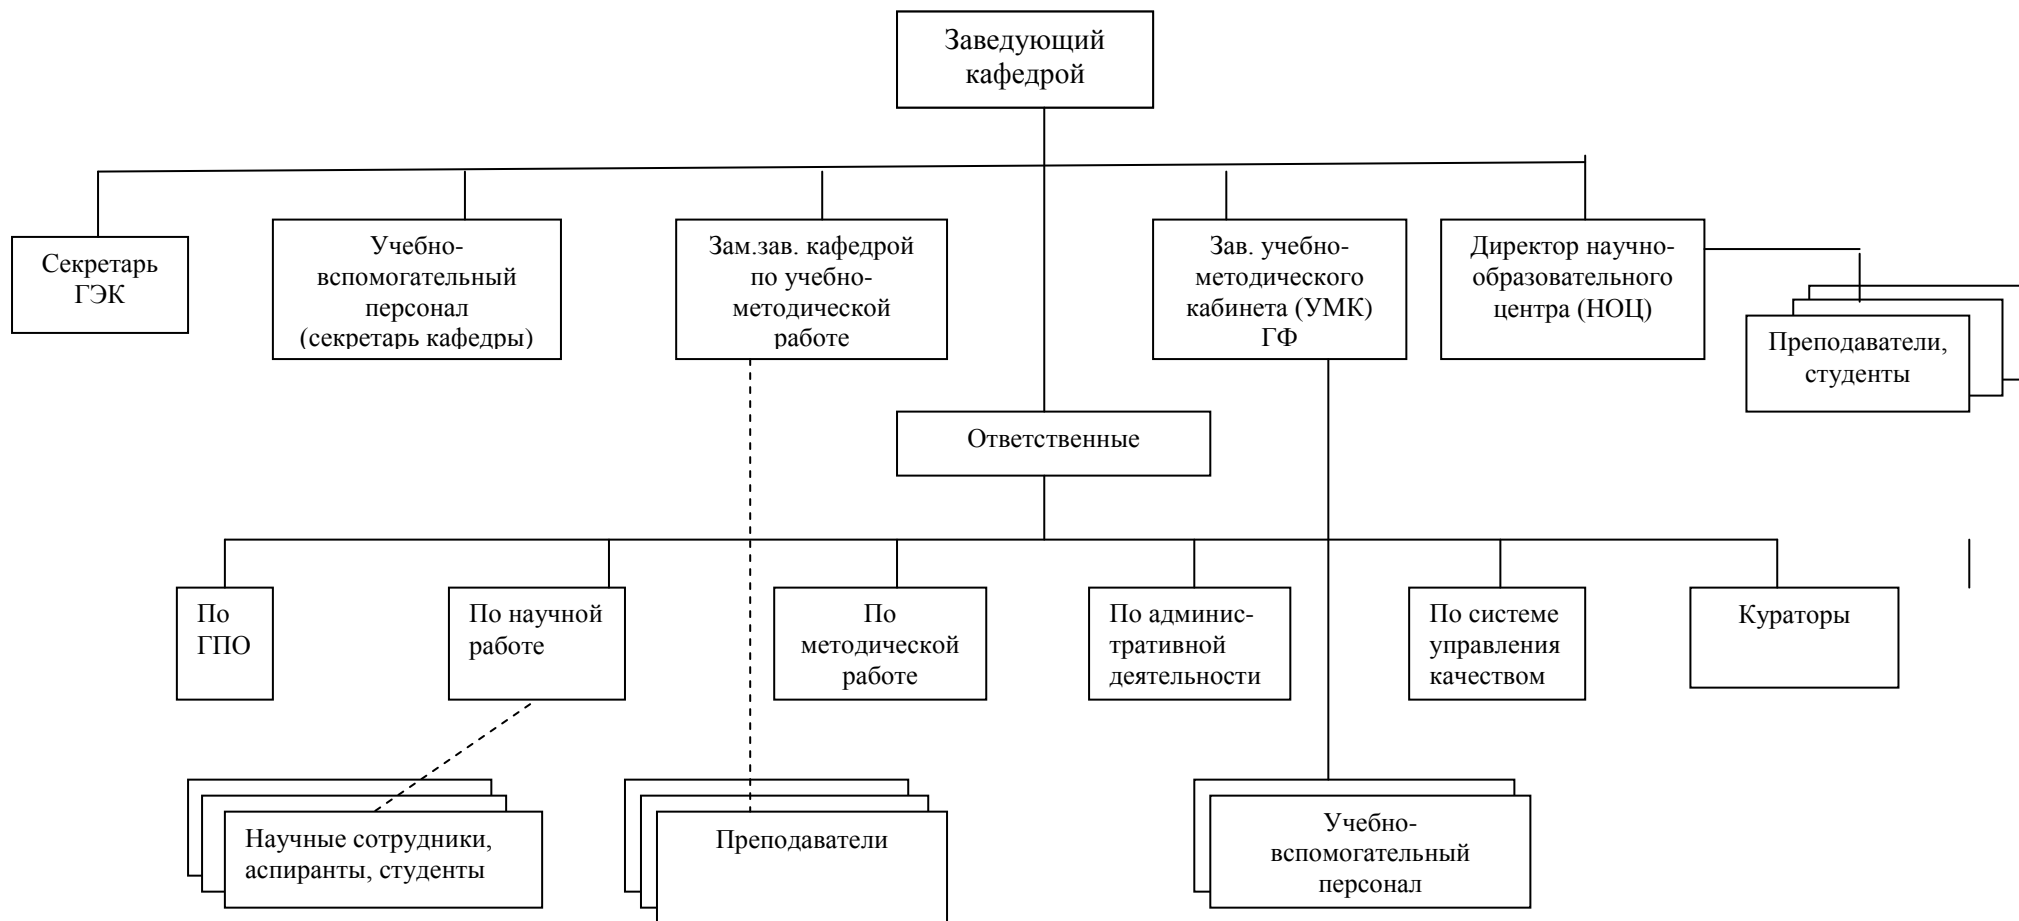 Заведующий
кафедрой
Секретарь
ГЭК
Учебно-
вспомогательный
персонал
(секретарь кафедры)
Зам.зав. кафедрой
по учебно-
методической
работе
Зав. учебно-
методического
кабинета (УМК)
ГФ
Директор научно-
образовательного
центра (НОЦ)
Преподаватели,
студенты
Ответственные
По
ГПО
По научной
работе
По
методической
работе
По админис-
тративной
деятельности
По системе
управления
качеством
Кураторы
Научные сотрудники,
аспиранты, студенты
Преподаватели
Учебно-
вспомогательный
персонал